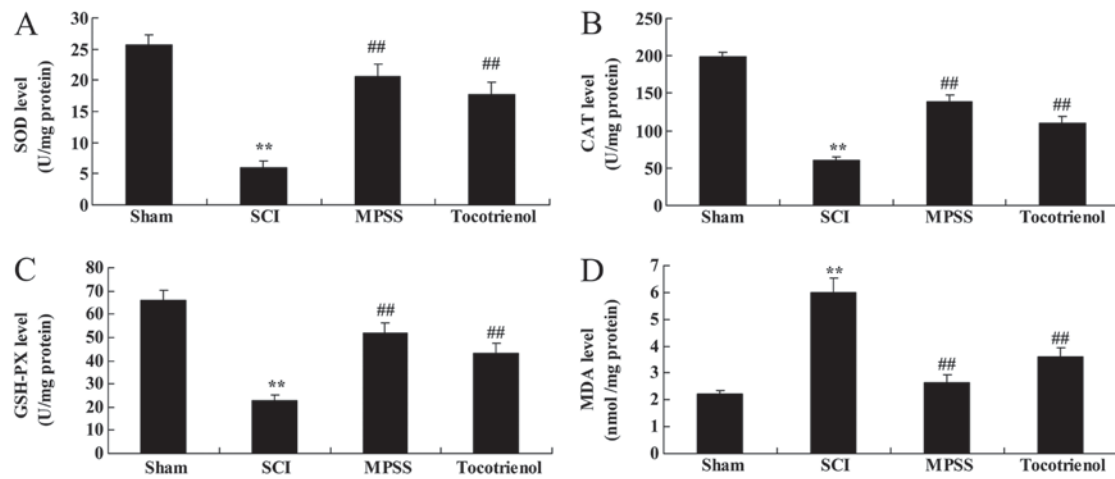 A
SOD level
(U/mg protein)
30
25
20
15
10
5
0
**
##
##
Sham SCI MPSS Tocotrienol
B
CAT level
(U/mg protein)
250
200
150
100
50
0
**
##
##
Sham SCI MPSS Tocotrienol
C
GSH-PX level
(U/mg protein)
80
70
60
50
40
30
20
10
0
**
##
##
Sham SCI MPSS Tocotrienol
D
MDA level
(nmol /mg protein)
7
6
5
4
3
2
1
0
**
##
##
Sham SCI MPSS Tocotrienol